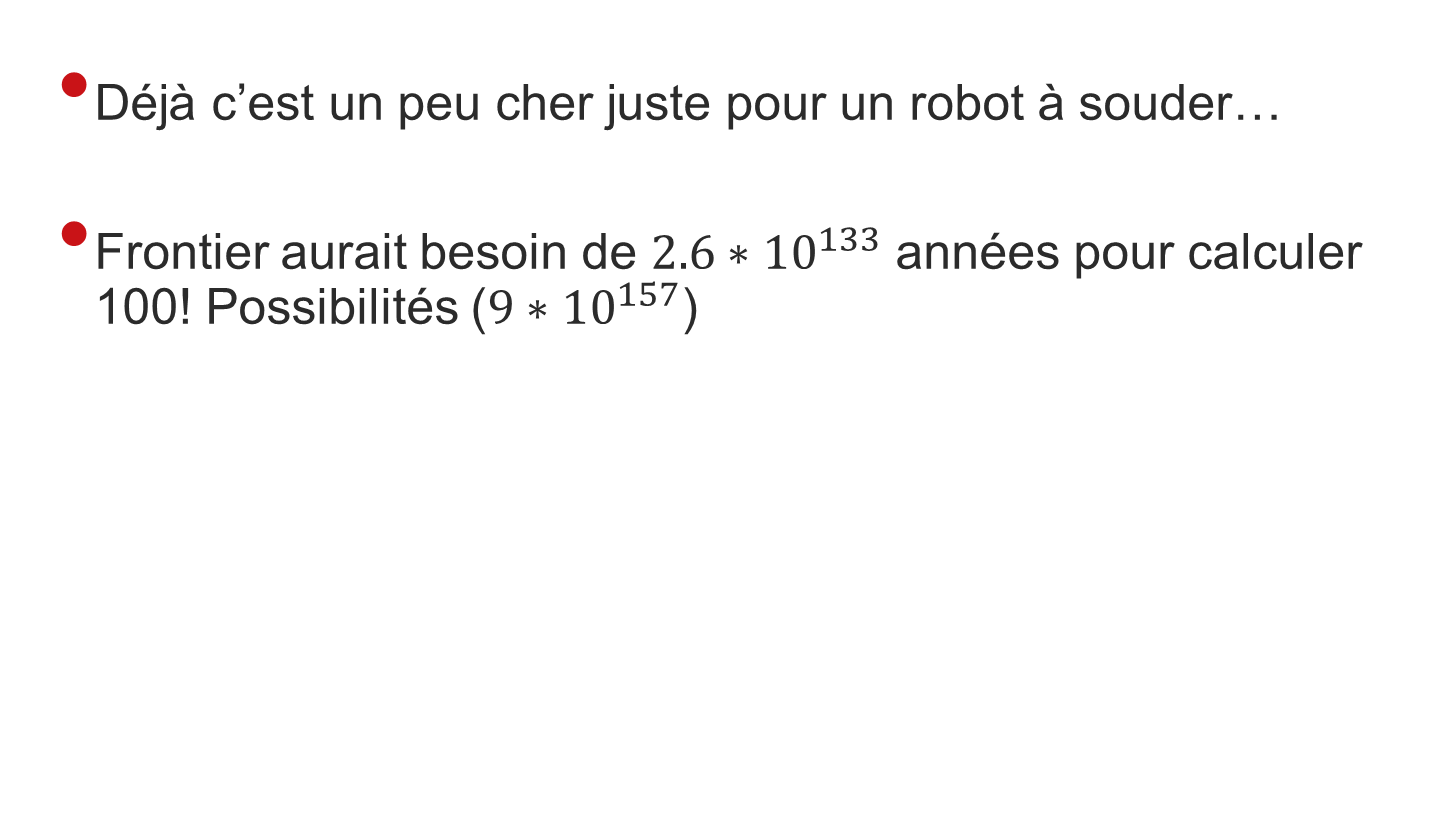 • Déjà c’est un peu cher juste pour un robot à souder…
• Frontier aurait besoin de 2.6 ∗ 10¹³³ années pour calculer
100! Possibilités (9 ∗ 10¹⁵⁷)